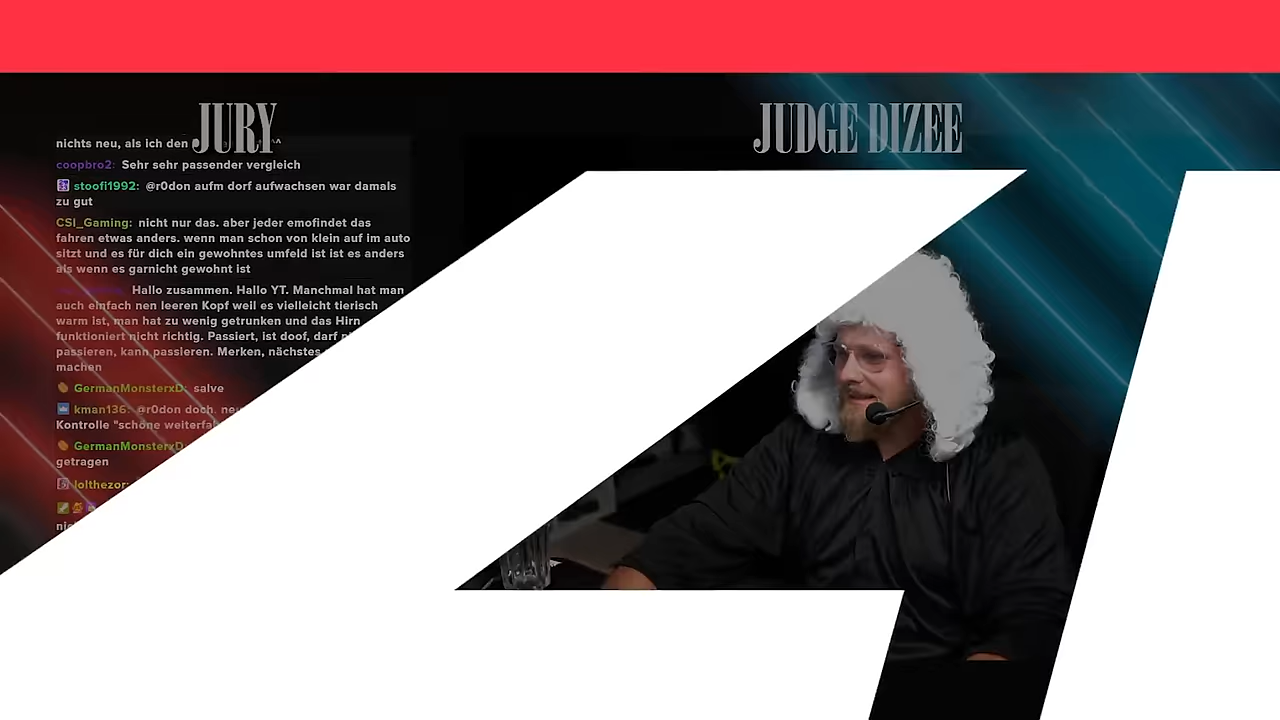 JURY
JUDGE DIZEE
nichts neu, als ich den
coopbro2: Sehr sehr passender vergleich
stoofi1992: @r0don aufm dorf aufwachsen war damals
zu gut
CSI_Gaming: nicht nur das. aber jeder emofindet das
fahren etwas anders. wenn man schon von klein auf im auto
sitzt und es für dich ein gewohntes umfeld ist ist es anders
als wenn es garnicht gewohnt ist
Hallo zusammen. Hallo YT. Manchmal hat man
auch einfach nen leeren Kopf weil es vielleicht tierisch
warm ist, man hat zu wenig getrunken und das Hirn
funktioniert nicht richtig. Passiert, ist doof, darf
passieren, kann passieren. Merken, nächstes
machen
GermanMonsterxD: salve
kman136: @r0don doch.
Kontrolle "schöne
GermanMonsterxD
getragen
lolthezor: